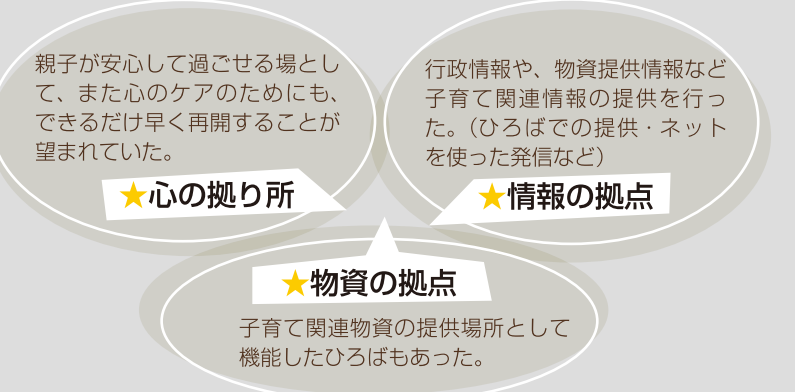 親子が安心して過ごせる場とし
て、また心のケアのためにも、
できるだけ早く再開することが
望まれていた。
★心の拠り所
行政情報や、物資提供情報など
子育て関連情報の提供を行っ
た。（ひろばでの提供・ネット
を使った発信など）
★情報の拠点
★物資の拠点
子育て関連物資の提供場所として
機能したひろばもあった。